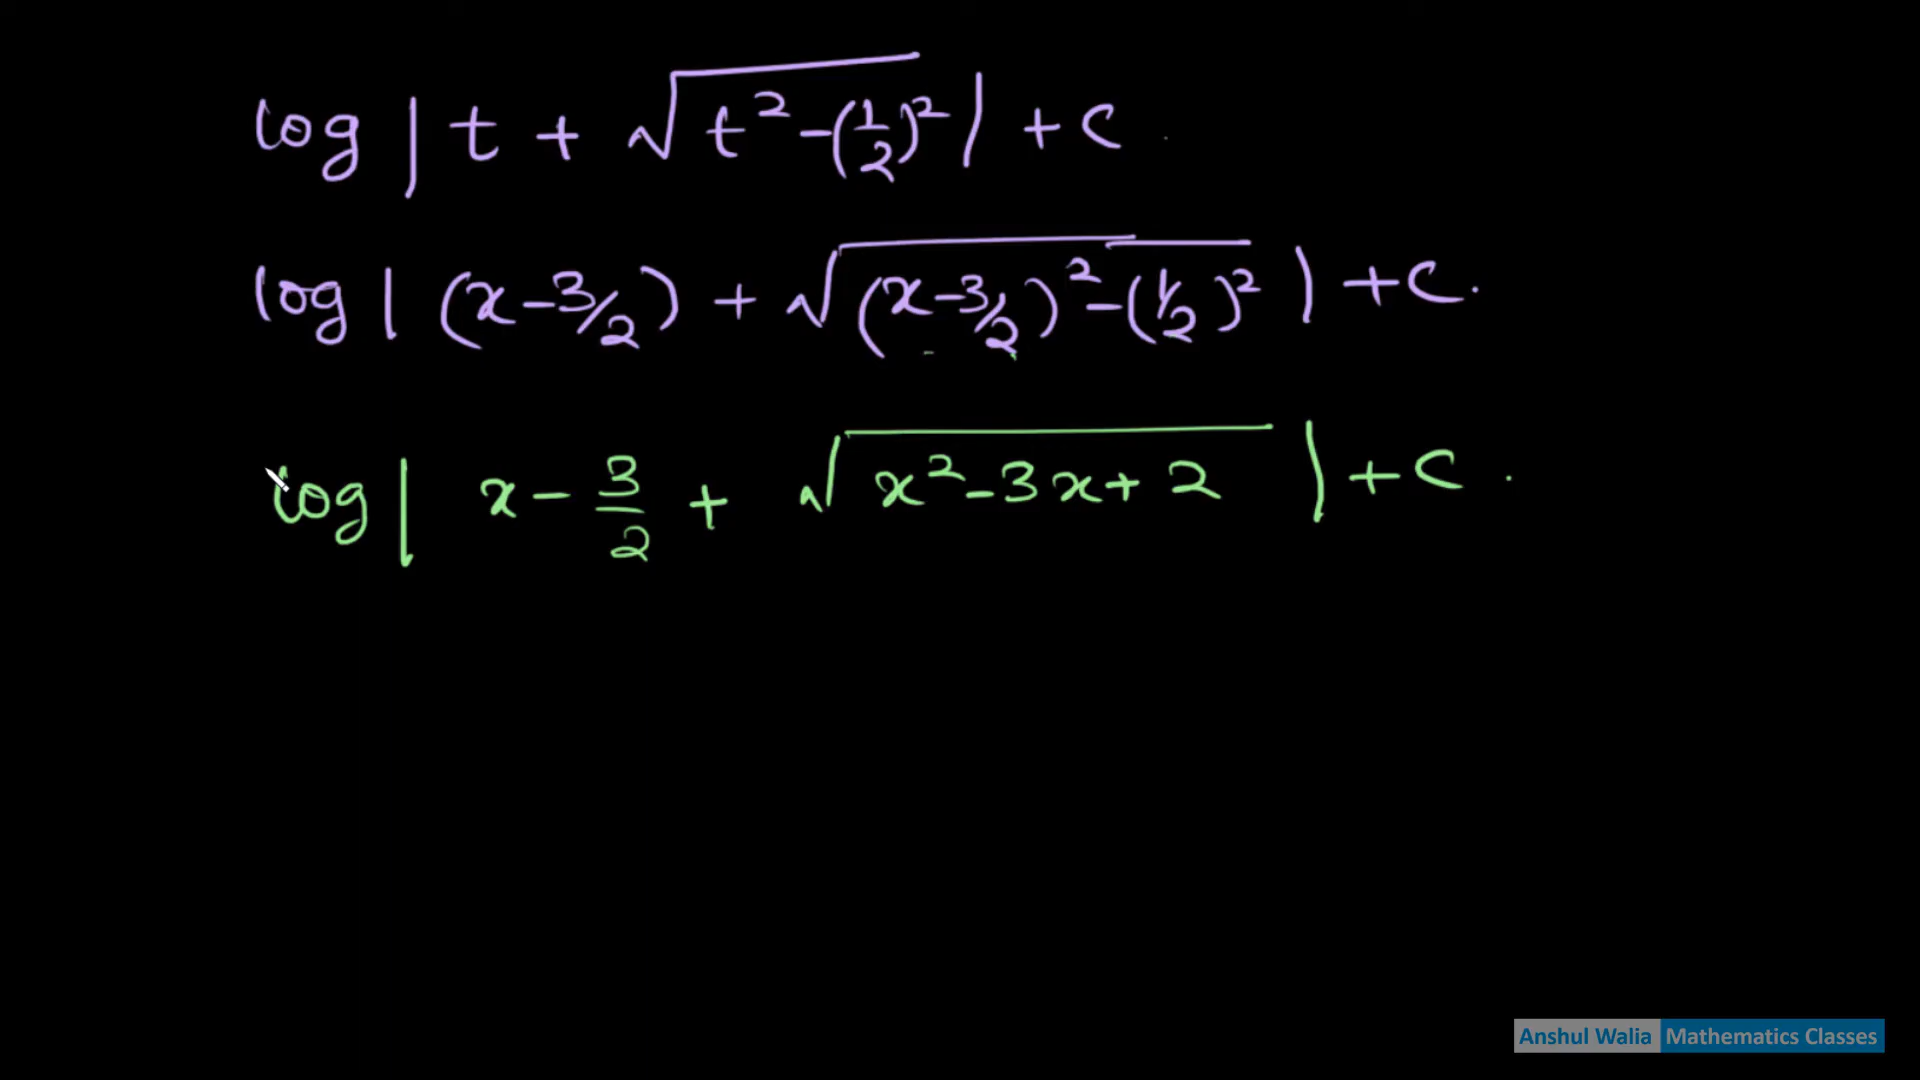 log | t + √(t² - (1/2)²) | + C .
log | (x - 3/2) + √((x - 3/2)² - (1/2)²) | + C .
log | x - 3/2 + √(x² - 3x + 2) | + C .
Anshul Walia Mathematics Classes